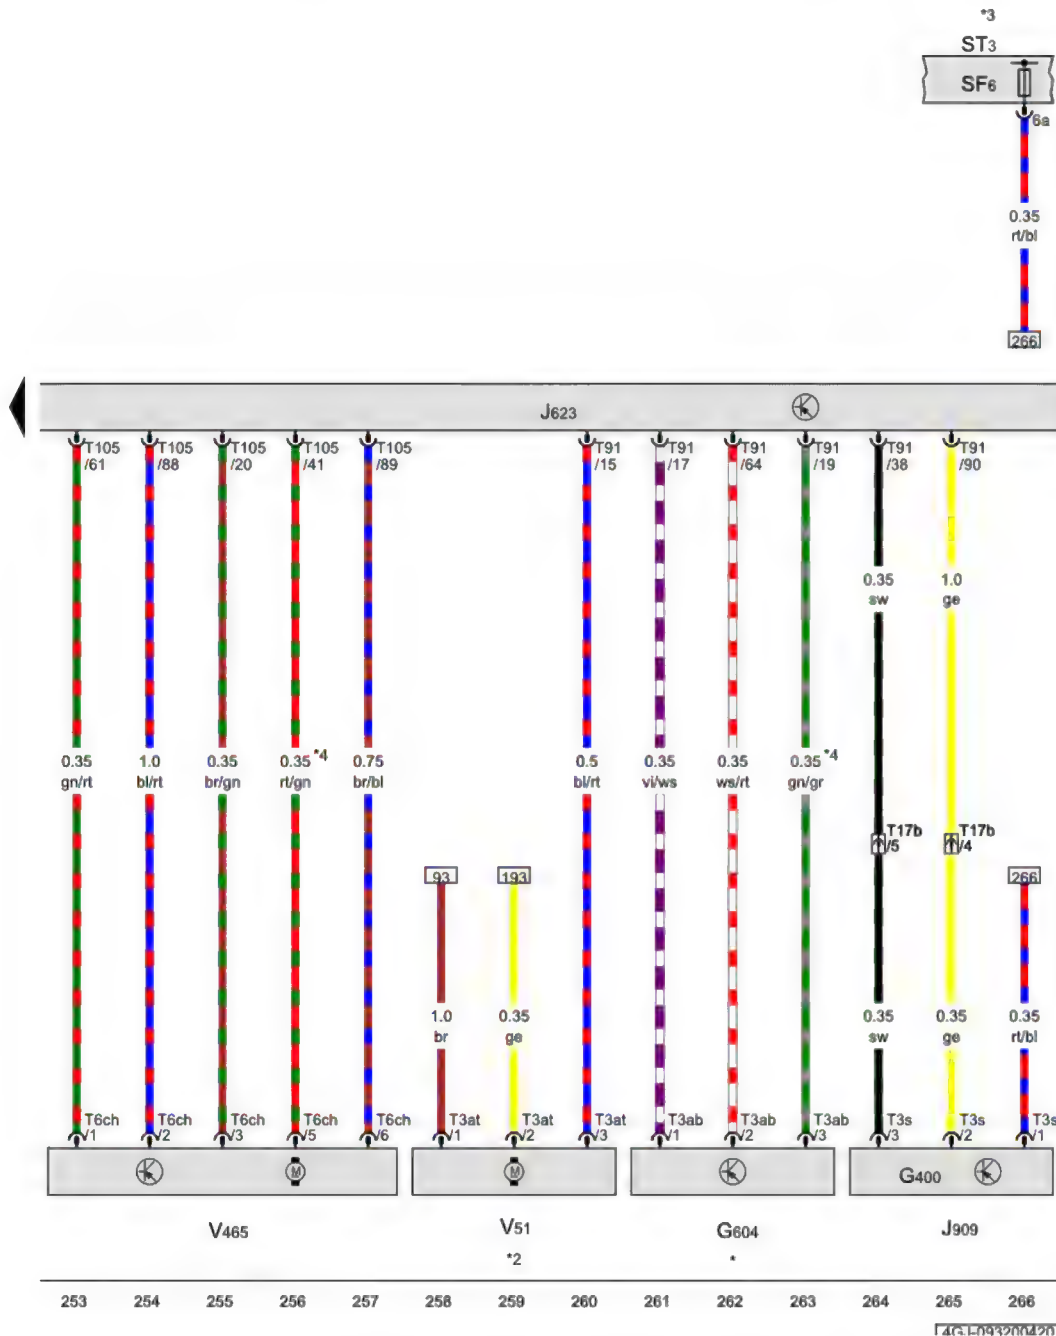 *3
ST3
SF6
6a
0.35
rt/bl
266
J623
T105 T105 T105 T105 T105 T91 T91 T91 T91 T91 T91
/61 /88 /20 /41 /89 /15 /17 /64 /19 /38 /90
0.35 1.0
sw ge
0.35 1.0 0.35 0.35 *4 0.75 0.5 0.35 0.35 0.35 *4
gn/rt bl/rt br/gn rt/gn br/bl bl/rt vi/ws ws/rt gn/gr
T17b T17b
/5 /4
93 193 266
1.0 0.35 0.35 0.35 0.35
br ge sw ge rt/bl
T6ch T6ch T6ch T6ch T6ch T3at T3at T3at T3ab T3ab T3ab T3s T3s T3s
/1 /2 /3 /5 /6 /1 /2 /3 /1 /2 /3 /3 /2 /1
M M G400
V465 V51 G604 J909
*2 *
253 254 255 256 257 258 259 260 261 262 263 264 265 266